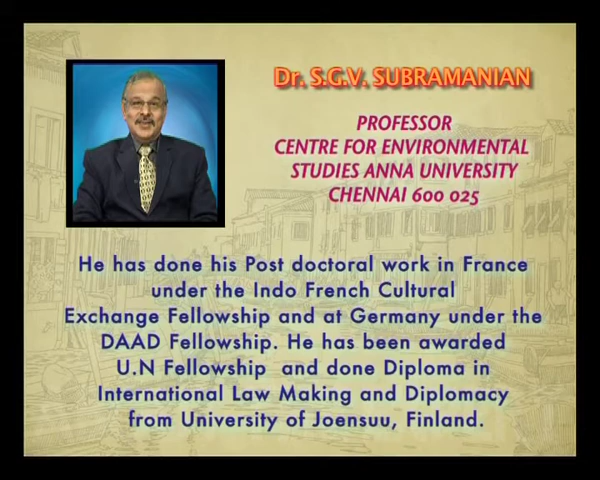 Dr. S.G.V. SUBRAMANIAN
PROFESSOR
CENTRE FOR ENVIRONMENTAL
STUDIES ANNA UNIVERSITY
CHENNAI 600 025
He has done his Post doctoral work in France
under the Indo French Cultural
Exchange Fellowship and at Germany under the
DAAD Fellowship. He has been awarded
U.N Fellowship and done Diploma in
International Law Making and Diplomacy
from University of Joensuu, Finland.